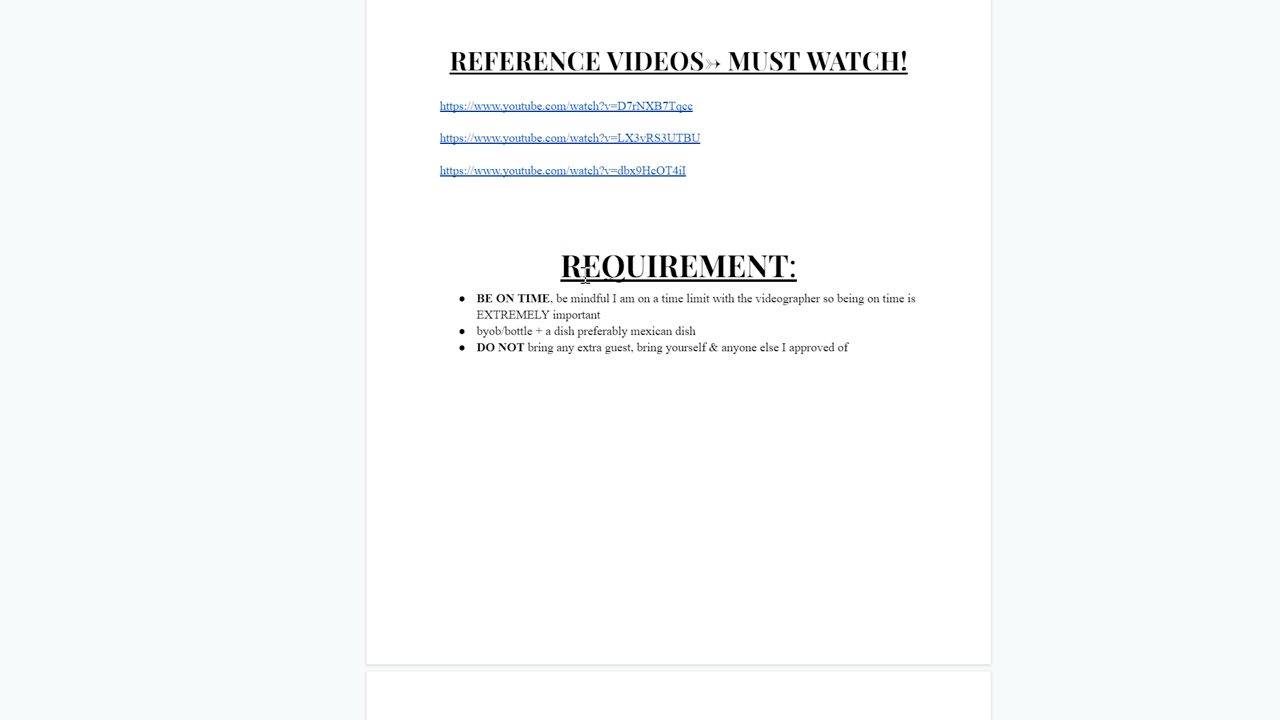 REFERENCE VIDEOS➳ MUST WATCH!
https://www.youtube.com/watch?v=D7rNXB7Tqcc
https://www.youtube.com/watch?v=LX3vRS3UTBU
https://www.youtube.com/watch?v=dbx9HcOT4iI
REQUIREMENT:
● BE ON TIME, be mindful I am on a time limit with the videographer so being on time is
EXTREMELY important
● byob/bottle + a dish preferably mexican dish
● DO NOT bring any extra guest, bring yourself & anyone else I approved of